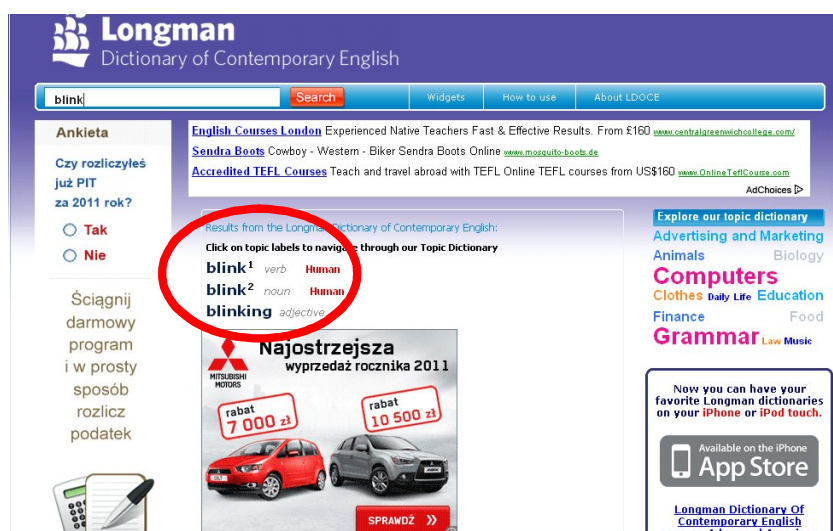 Longman
Dictionary of Contemporary English
blink
Search
Widgets
How to use
About LDOCE
Ankieta
Czy rozliczyłeś
już PIT
za 2011 rok?
Tak
Nie
Ściągnij
darmowy
program
i w prosty
sposób
rozlicz
podatek
English Courses London Experienced Native Teachers Fast & Effective Results. From £160 www.centralgreenwichcollege.com/
Sendra Boots Cowboy - Western - Biker Sendra Boots Online www.mosquito-boots.de
Accredited TEFL Courses Teach and travel abroad with TEFL Online TEFL courses from US$160 www.OnlineTeflCourse.com
AdChoices
Results from the Longman Dictionary of Contemporary English:
Click on topic labels to navigate through our Topic Dictionary
blink¹ verb Human
blink² noun Human
blinking adjective
MITSUBISHI
MOTORS
Najostrzejsza
wyprzedaż rocznika 2011
rabat
7 000 zł
rabat
10 500 zł
SPRAWDŹ
Explore our topic dictionary
Advertising and Marketing
Animals Biology
Computers
Clothes Daily Life Education
Finance Food
Grammar Law Music
Now you can have your
favorite Longman dictionaries
on your iPhone or iPod touch.
Available on the iPhone
App Store
Longman Dictionary Of
Contemporary English